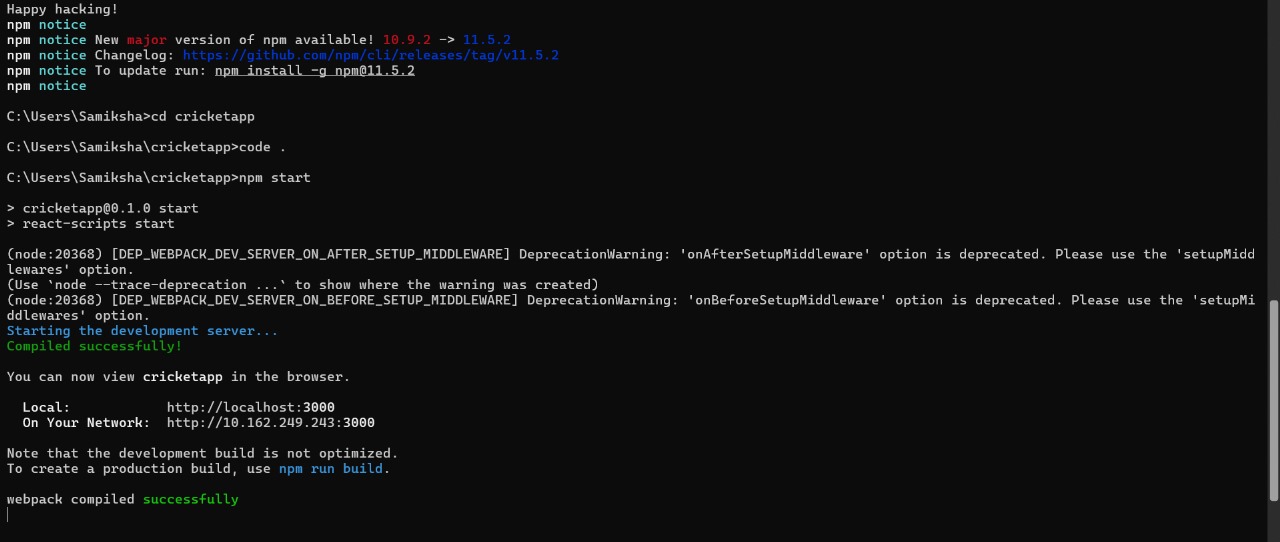 Happy hacking!
npm notice
npm notice New major version of npm available! 10.9.2 -> 11.5.2
npm notice Changelog: https://github.com/npm/cli/releases/tag/v11.5.2
npm notice To update run: npm install -g npm@11.5.2
npm notice
C:\Users\Samiksha>cd cricketapp
C:\Users\Samiksha\cricketapp>code .
C:\Users\Samiksha\cricketapp>npm start
> cricketapp@0.1.0 start
> react-scripts start
(node:20368) [DEP_WEBPACK_DEV_SERVER_ON_AFTER_SETUP_MIDDLEWARE] DeprecationWarning: 'onAfterSetupMiddleware' option is deprecated. Please use the 'setupMidd
lewares' option.
(Use `node --trace-deprecation ...` to show where the warning was created)
(node:20368) [DEP_WEBPACK_DEV_SERVER_ON_BEFORE_SETUP_MIDDLEWARE] DeprecationWarning: 'onBeforeSetupMiddleware' option is deprecated. Please use the 'setupMi
ddlewares' option.
Starting the development server...
Compiled successfully!
You can now view cricketapp in the browser.
Local: http://localhost:3000
On Your Network: http://10.162.249.243:3000
Note that the development build is not optimized.
To create a production build, use npm run build.
webpack compiled successfully